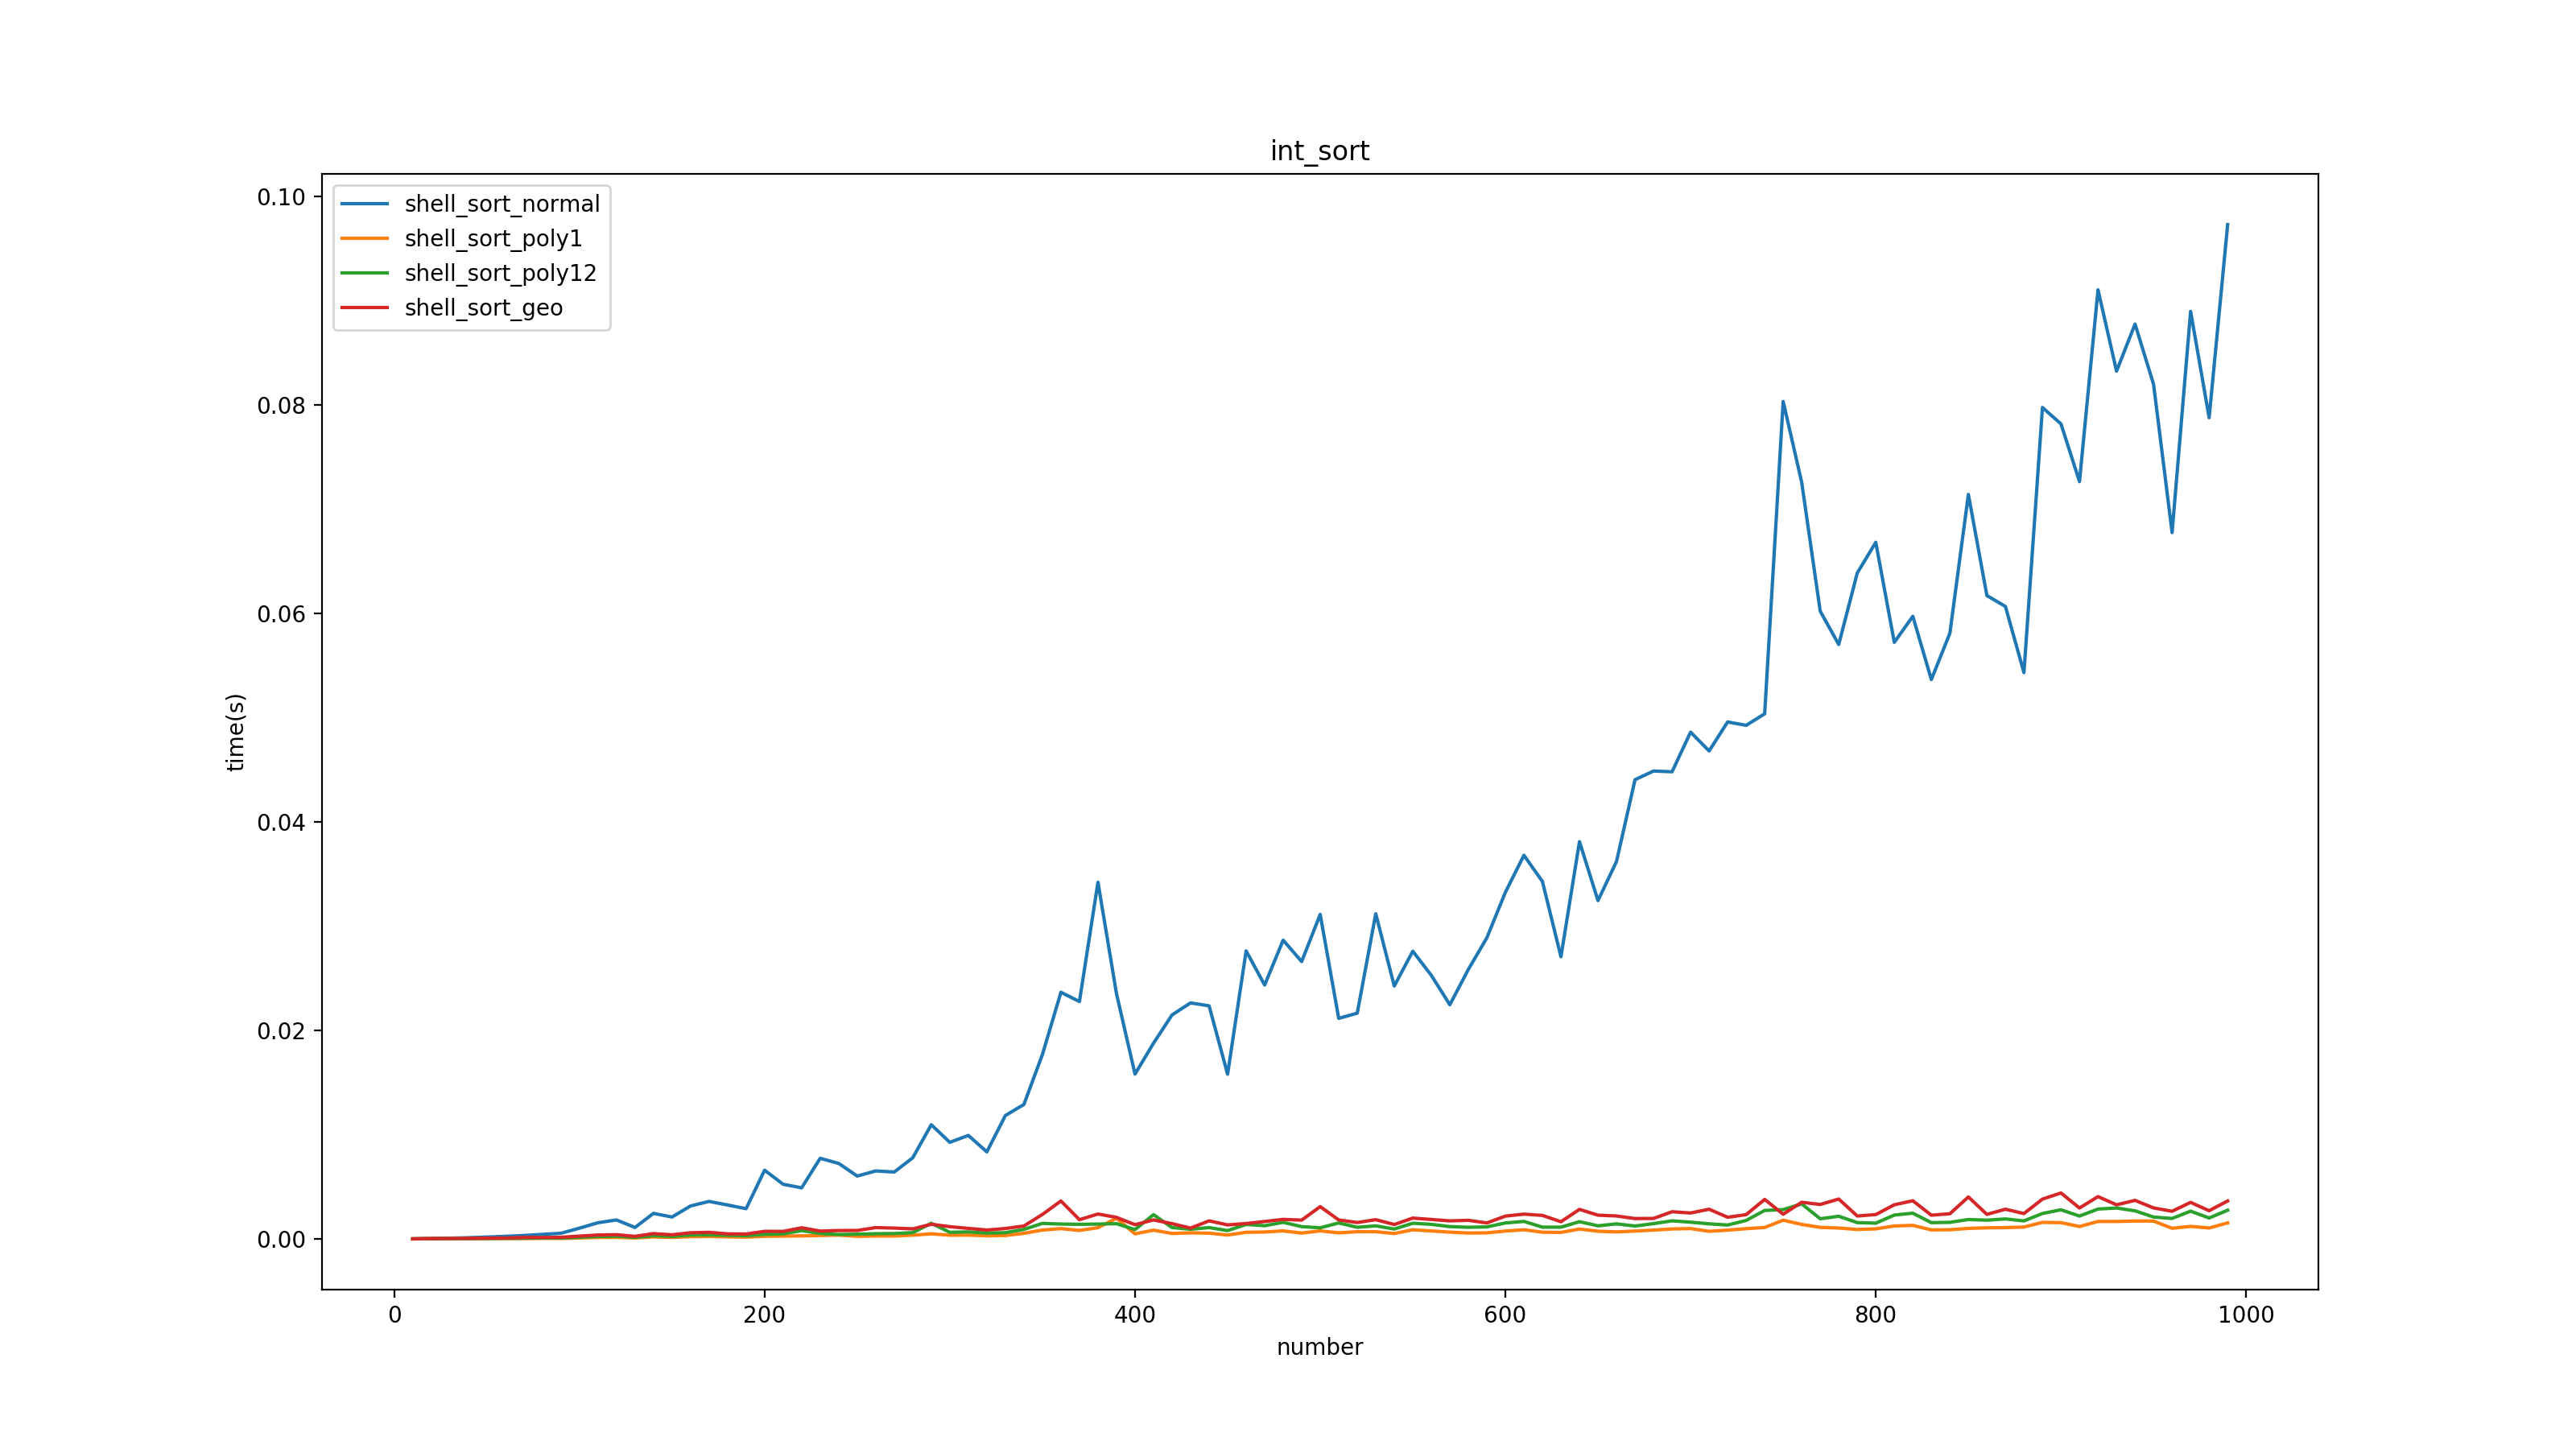 int_sort
shell_sort_normal
shell_sort_poly1
shell_sort_poly12
shell_sort_geo
0.10
0.08
0.06
0.04
0.02
0.00
time(s)
0 200 400 600 800 1000
number